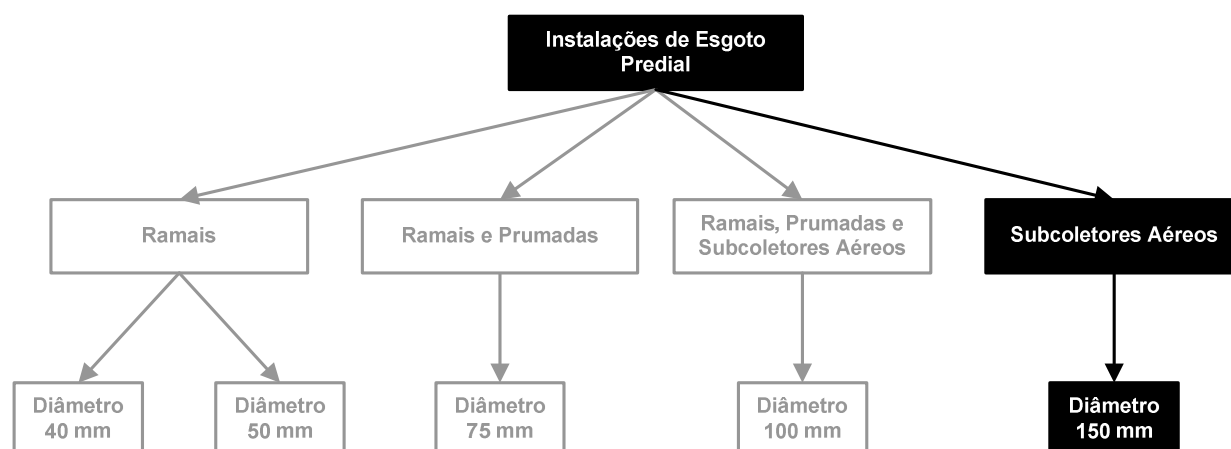 Instalações de Esgoto
Predial
Ramais
Ramais e Prumadas
Ramais, Prumadas e
Subcoletores Aéreos
Subcoletores Aéreos
Diâmetro
40 mm
Diâmetro
50 mm
Diâmetro
75 mm
Diâmetro
100 mm
Diâmetro
150 mm